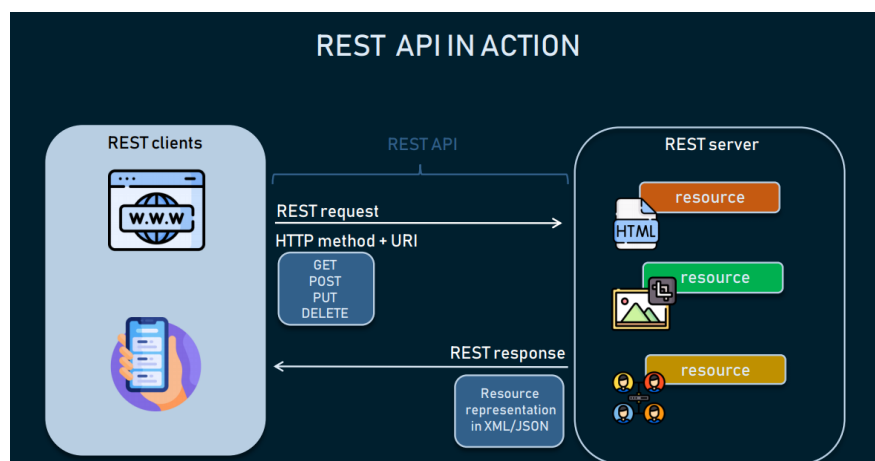 REST API IN ACTION
REST clients
W.W.W
REST API
REST request
HTTP method + URI
GET
POST
PUT
DELETE
REST response
Resource
representation
in XML/JSON
REST server
resource
HTML
resource
resource